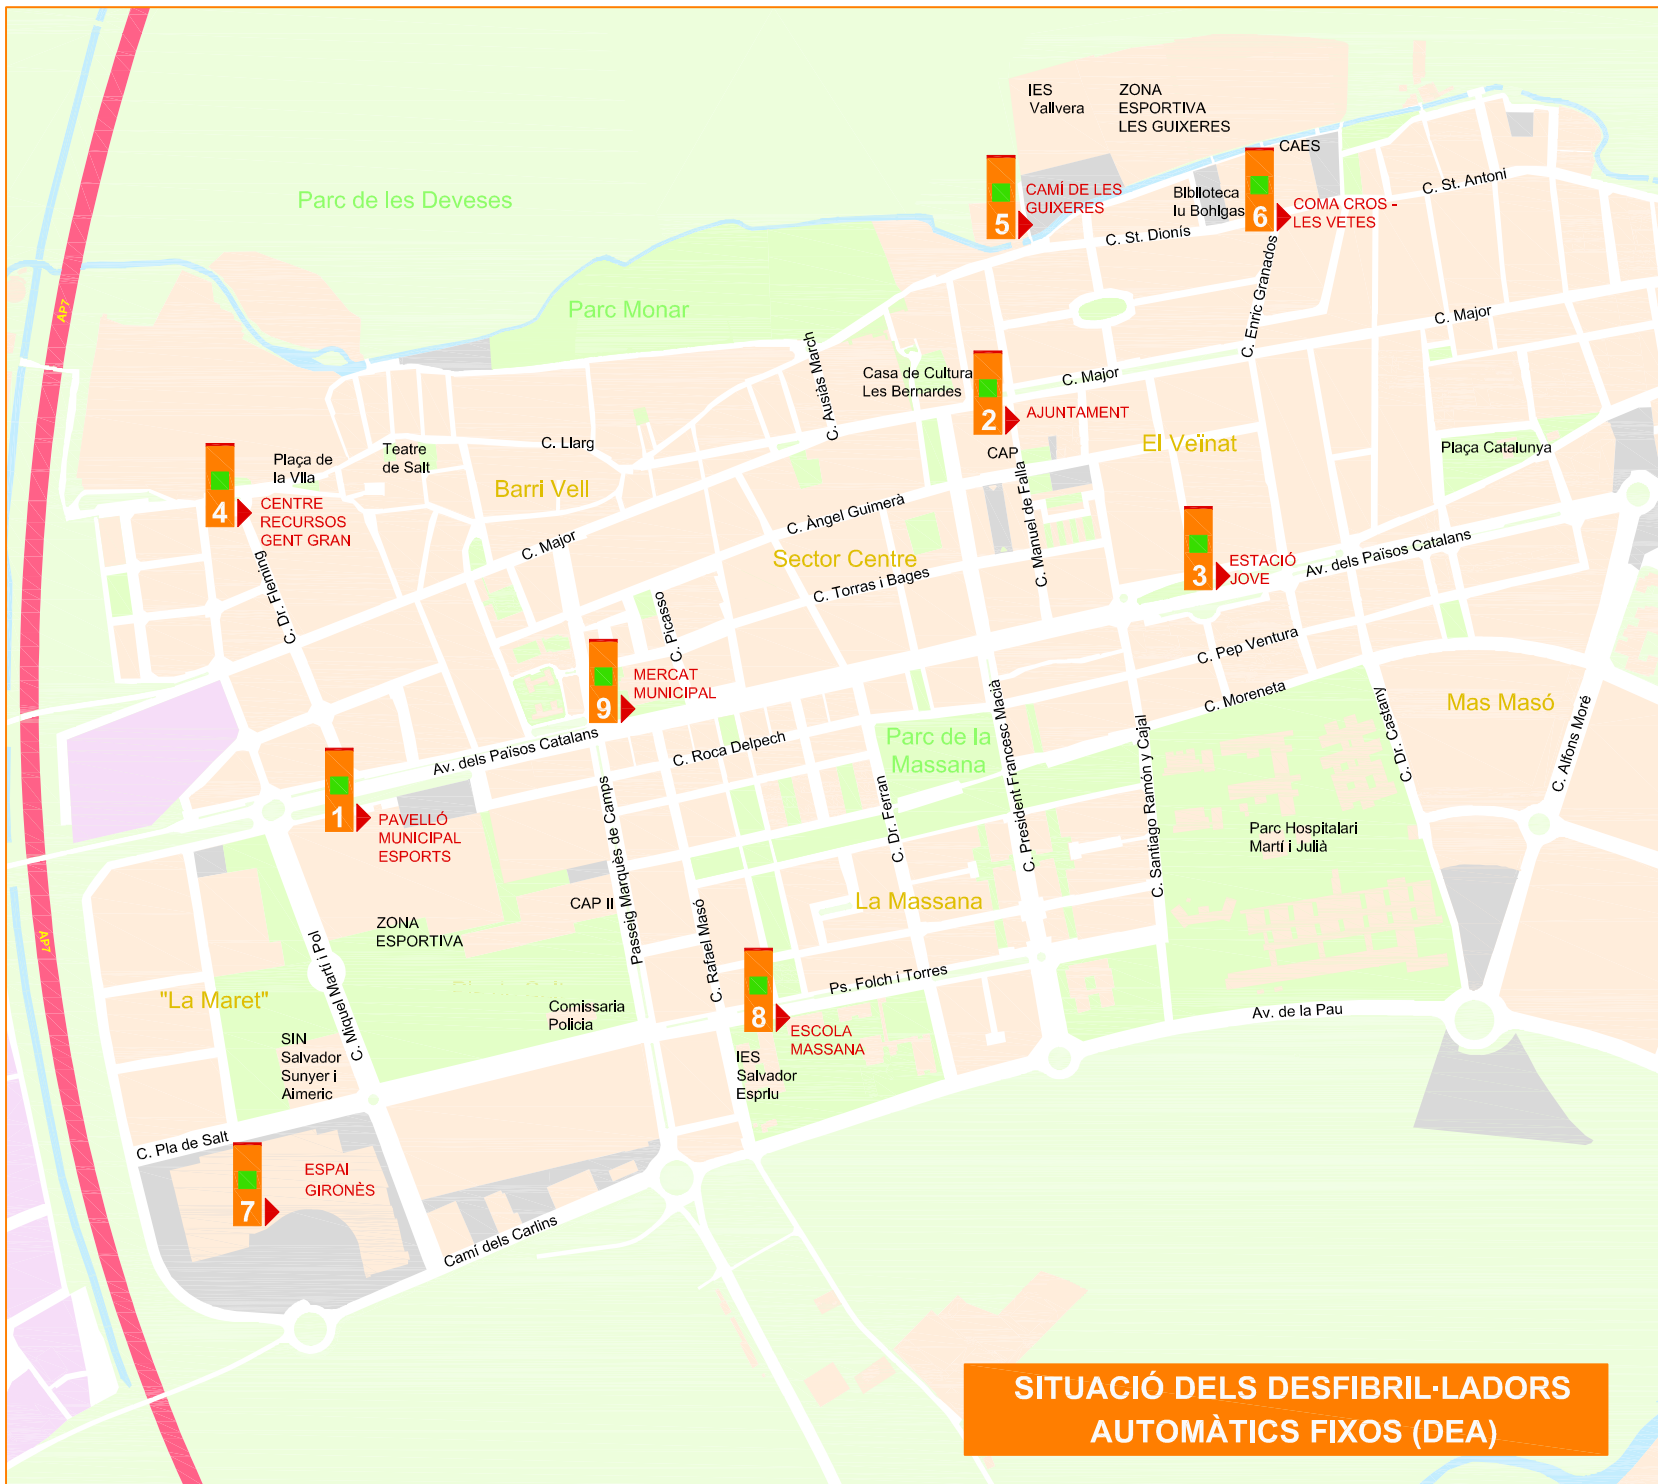 IES
Vallvera
ZONA
ESPORTIVA
LES GUIXERES
CAES
Parc de les Deveses
5
CAMÍ DE LES
GUIXERES
Biblioteca
Iu Bohigas
6
COMA CROS -
LES VETES
C. St. Antoni
C. St. Dionís
AP7
Parc Monar
C. Enric Granados
C. Major
C. Ausiàs March
Casa de Cultura
Les Bernardes
C. Major
2
AJUNTAMENT
CAP
El Veïnat
Plaça Catalunya
C. Llarg
Teatre
de Salt
Plaça de
la Vila
Barri Vell
4
CENTRE
RECURSOS
GENT GRAN
C. Àngel Guimerà
C. Manuel de Falla
C. Major
Sector Centre
C. Torras i Bages
3
ESTACIÓ
JOVE
Av. dels Països Catalans
C. Dr. Fleming
C. Picasso
C. Pep Ventura
9
MERCAT
MUNICIPAL
C. Moreneta
Mas Masó
Av. dels Països Catalans
C. Roca Delpech
Parc de la
Massana
C. President Francesc Macià
C. Santiago Ramón y Cajal
C. Dr. Castany
C. Alfons Moré
1
PAVELLÓ
MUNICIPAL
ESPORTS
Passeig Marquès de Camps
C. Dr. Ferran
Parc Hospitalari
Martí i Julià
CAP II
La Massana
ZONA
ESPORTIVA
AP7
C. Miquel Martí i Pol
C. Rafael Masó
"La Maret"
Ps. Folch i Torres
Comissaria
Policia
8
ESCOLA
MASSANA
Av. de la Pau
SIN
Salvador
Sunyer i
Aimeric
IES
Salvador
Espriu
C. Pla de Salt
7
ESPAI
GIRONÈS
Camí dels Carlins
SITUACIÓ DELS DESFIBRIL·LADORS
AUTOMÀTICS FIXOS (DEA)